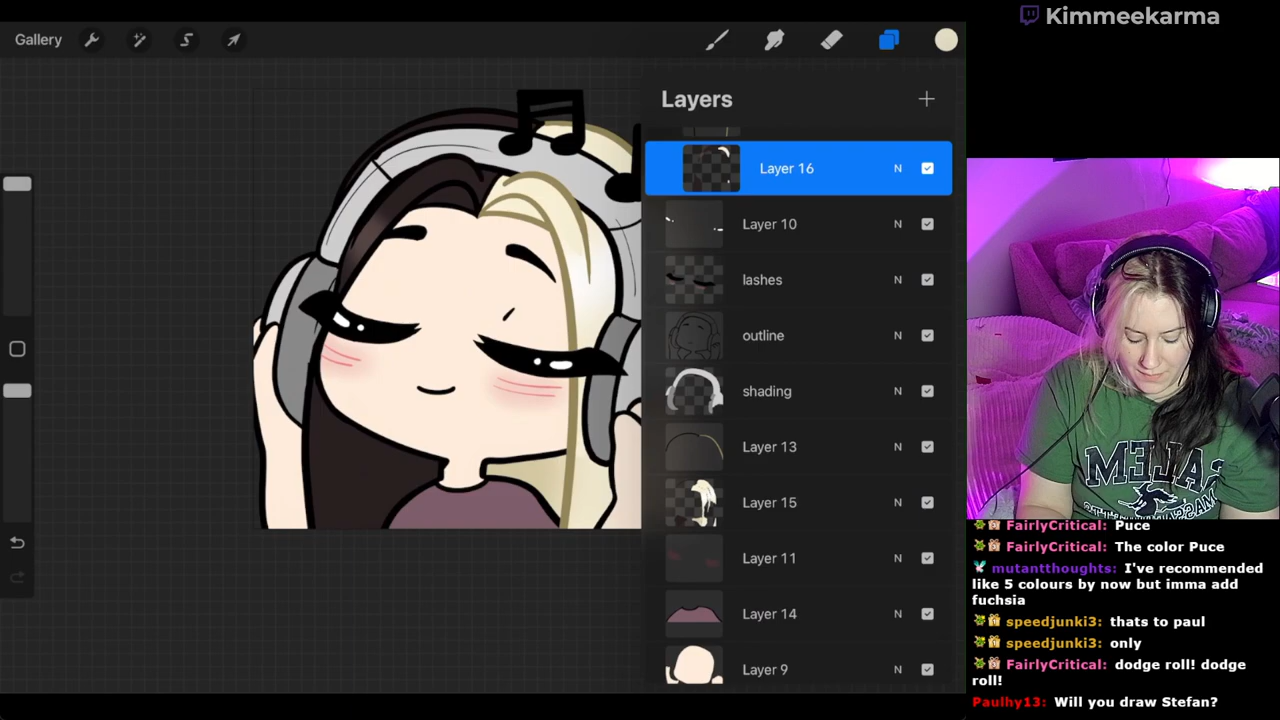 Kimmeekarma
Gallery
Layers
Layer 16 N
Layer 10 N
lashes N
outline N
shading N
Layer 13 N
Layer 15 N
Layer 11 N
Layer 14 N
Layer 9 N
FairlyCritical: Puce
FairlyCritical: The color Puce
mutantthoughts: I've recommended
like 5 colours by now but imma add
fuchsia
speedjunki3: thats to paul
speedjunki3: only
FairlyCritical: dodge roll! dodge
roll!
Paulhy13: Will you draw Stefan?
SALEM